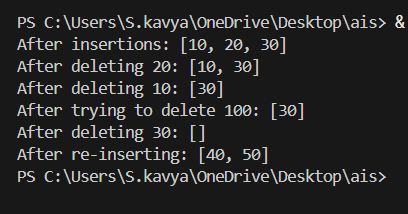 PS C:\Users\S.kavya\OneDrive\Desktop\ais> &
After insertions: [10, 20, 30]
After deleting 20: [10, 30]
After deleting 10: [30]
After trying to delete 100: [30]
After deleting 30: []
After re-inserting: [40, 50]
PS C:\Users\S.kavya\OneDrive\Desktop\ais>